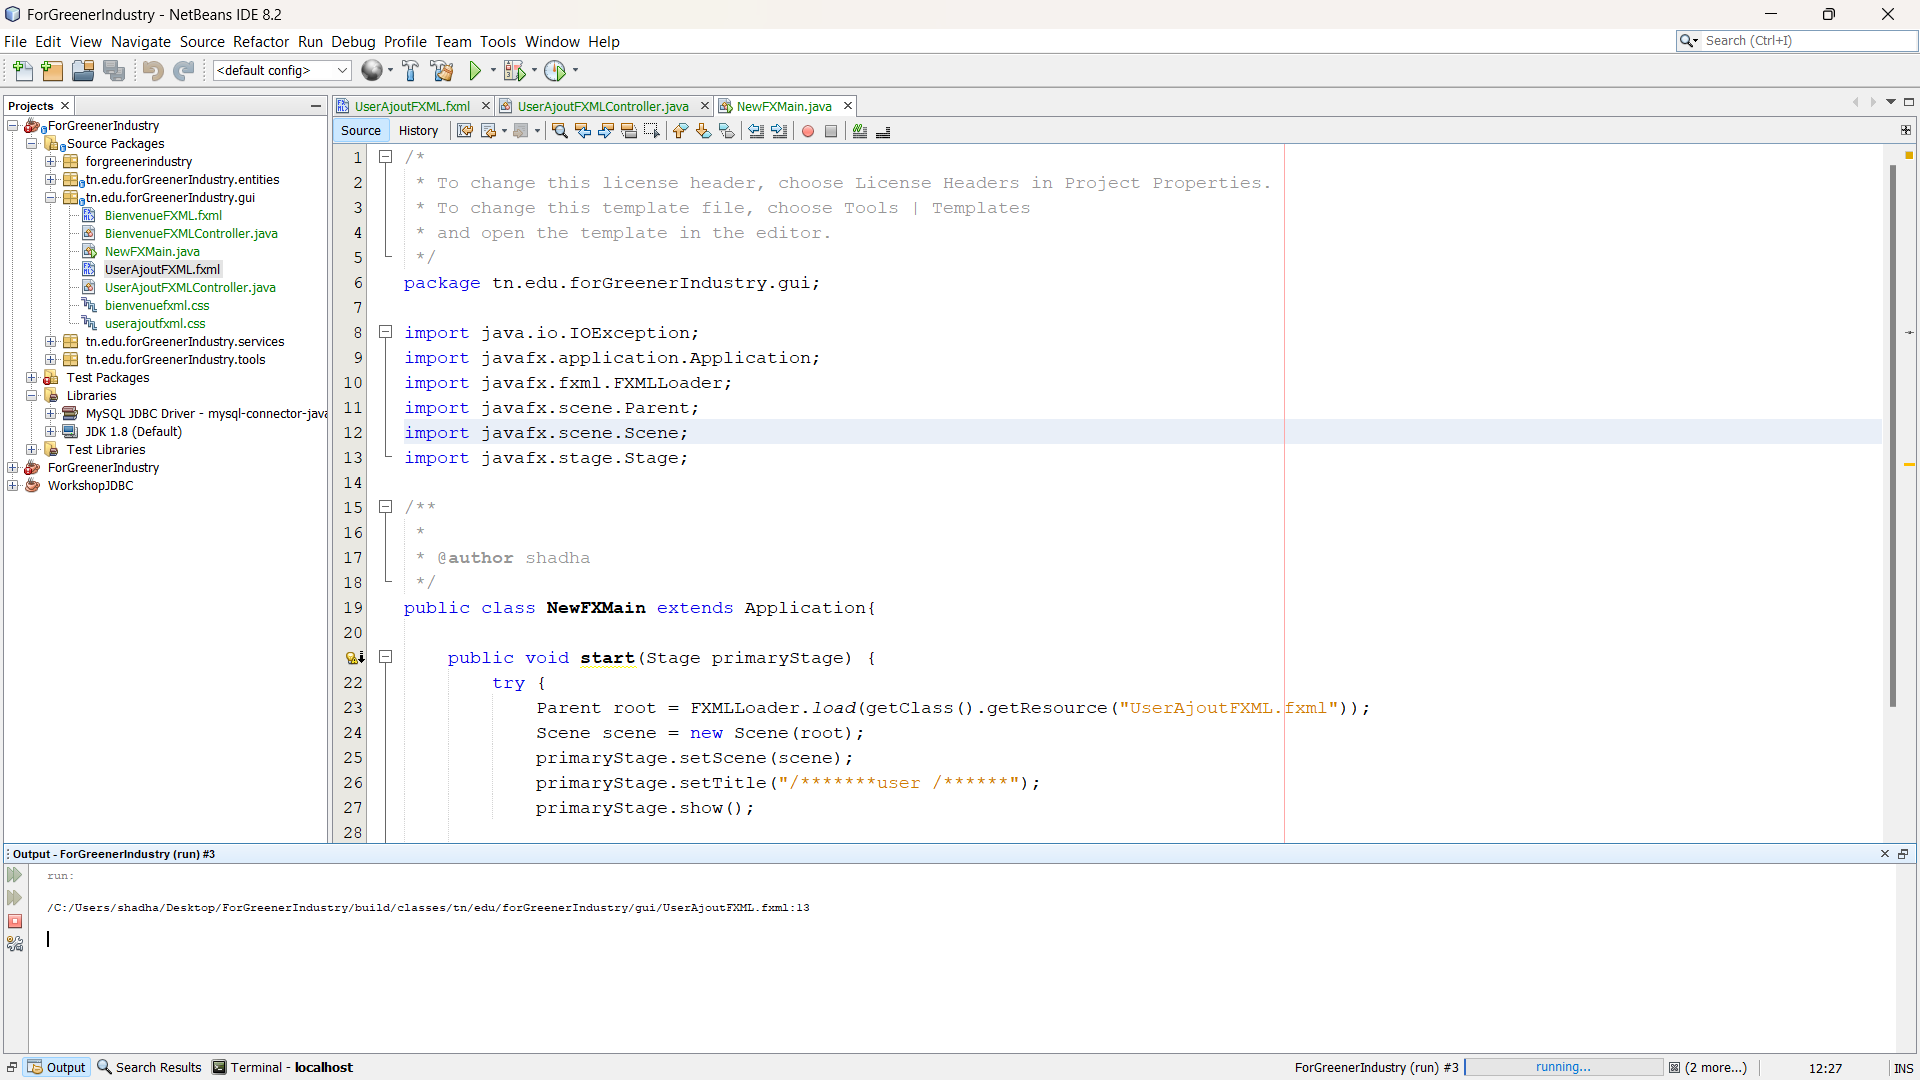 ForGreenerIndustry - NetBeans IDE 8.2
File Edit View Navigate Source Refactor Run Debug Profile Team Tools Window Help
Search (Ctrl+I)
<default config>
Projects
ForGreenerIndustry
Source Packages
forgreenerindustry
tn.edu.forGreenerIndustry.entities
tn.edu.forGreenerIndustry.gui
BienvenueFXML.fxml
BienvenueFXMLController.java
NewFXMain.java
UserAjoutFXML.fxml
UserAjoutFXMLController.java
bienvenuefxml.css
userajoutfxml.css
tn.edu.forGreenerIndustry.services
tn.edu.forGreenerIndustry.tools
Test Packages
Libraries
MySQL JDBC Driver - mysql-connector-java
JDK 1.8 (Default)
Test Libraries
ForGreenerIndustry
WorkshopJDBC
UserAjoutFXML.fxml UserAjoutFXMLController.java NewFXMain.java
Source History
1 /*
2 * To change this license header, choose License Headers in Project Properties.
3 * To change this template file, choose Tools | Templates
4 * and open the template in the editor.
5 */
6 package tn.edu.forGreenerIndustry.gui;
7
8 import java.io.IOException;
9 import javafx.application.Application;
10 import javafx.fxml.FXMLLoader;
11 import javafx.scene.Parent;
12 import javafx.scene.Scene;
13 import javafx.stage.Stage;
14
15 /**
16 *
17 * @author shadha
18 */
19 public class NewFXMain extends Application{
20
public void start(Stage primaryStage) {
22 try {
23 Parent root = FXMLLoader.load(getClass().getResource("UserAjoutFXML.fxml"));
24 Scene scene = new Scene(root);
25 primaryStage.setScene(scene);
26 primaryStage.setTitle("/*******user /******");
27 primaryStage.show();
28
Output - ForGreenerIndustry (run) #3
run:
/C:/Users/shadha/Desktop/ForGreenerIndustry/build/classes/tn/edu/forGreenerIndustry/gui/UserAjoutFXML.fxml:13
Output Search Results Terminal - localhost
ForGreenerIndustry (run) #3 running... (2 more...) 12:27 INS